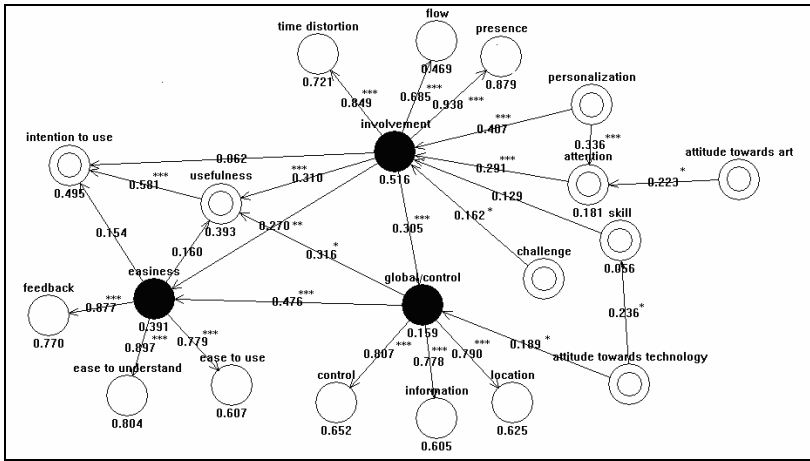 time distortion
flow
presence
0.721
0.469
0.879
personalization
0.849 ***
0.685 ***
0.938 ***
involvement
0.407 ***
0.336 ***
intention to use
0.062
attention
attitude towards art
0.581 ***
usefulness
0.310 ***
0.516
0.291 ***
0.223 *
0.495
0.129
0.181
skill
0.393
0.162 *
0.154
0.160
0.270 **
0.305 ***
0.316 *
challenge
0.056
feedback
easiness
global/control
0.877 ***
0.476 ***
0.236 *
0.770
0.391
0.159
0.189 *
0.897 ***
0.779 ***
ease to understand
ease to use
0.807 ***
0.778 ***
0.790 ***
attitude towards technology
control
information
location
0.804
0.607
0.652
0.605
0.625